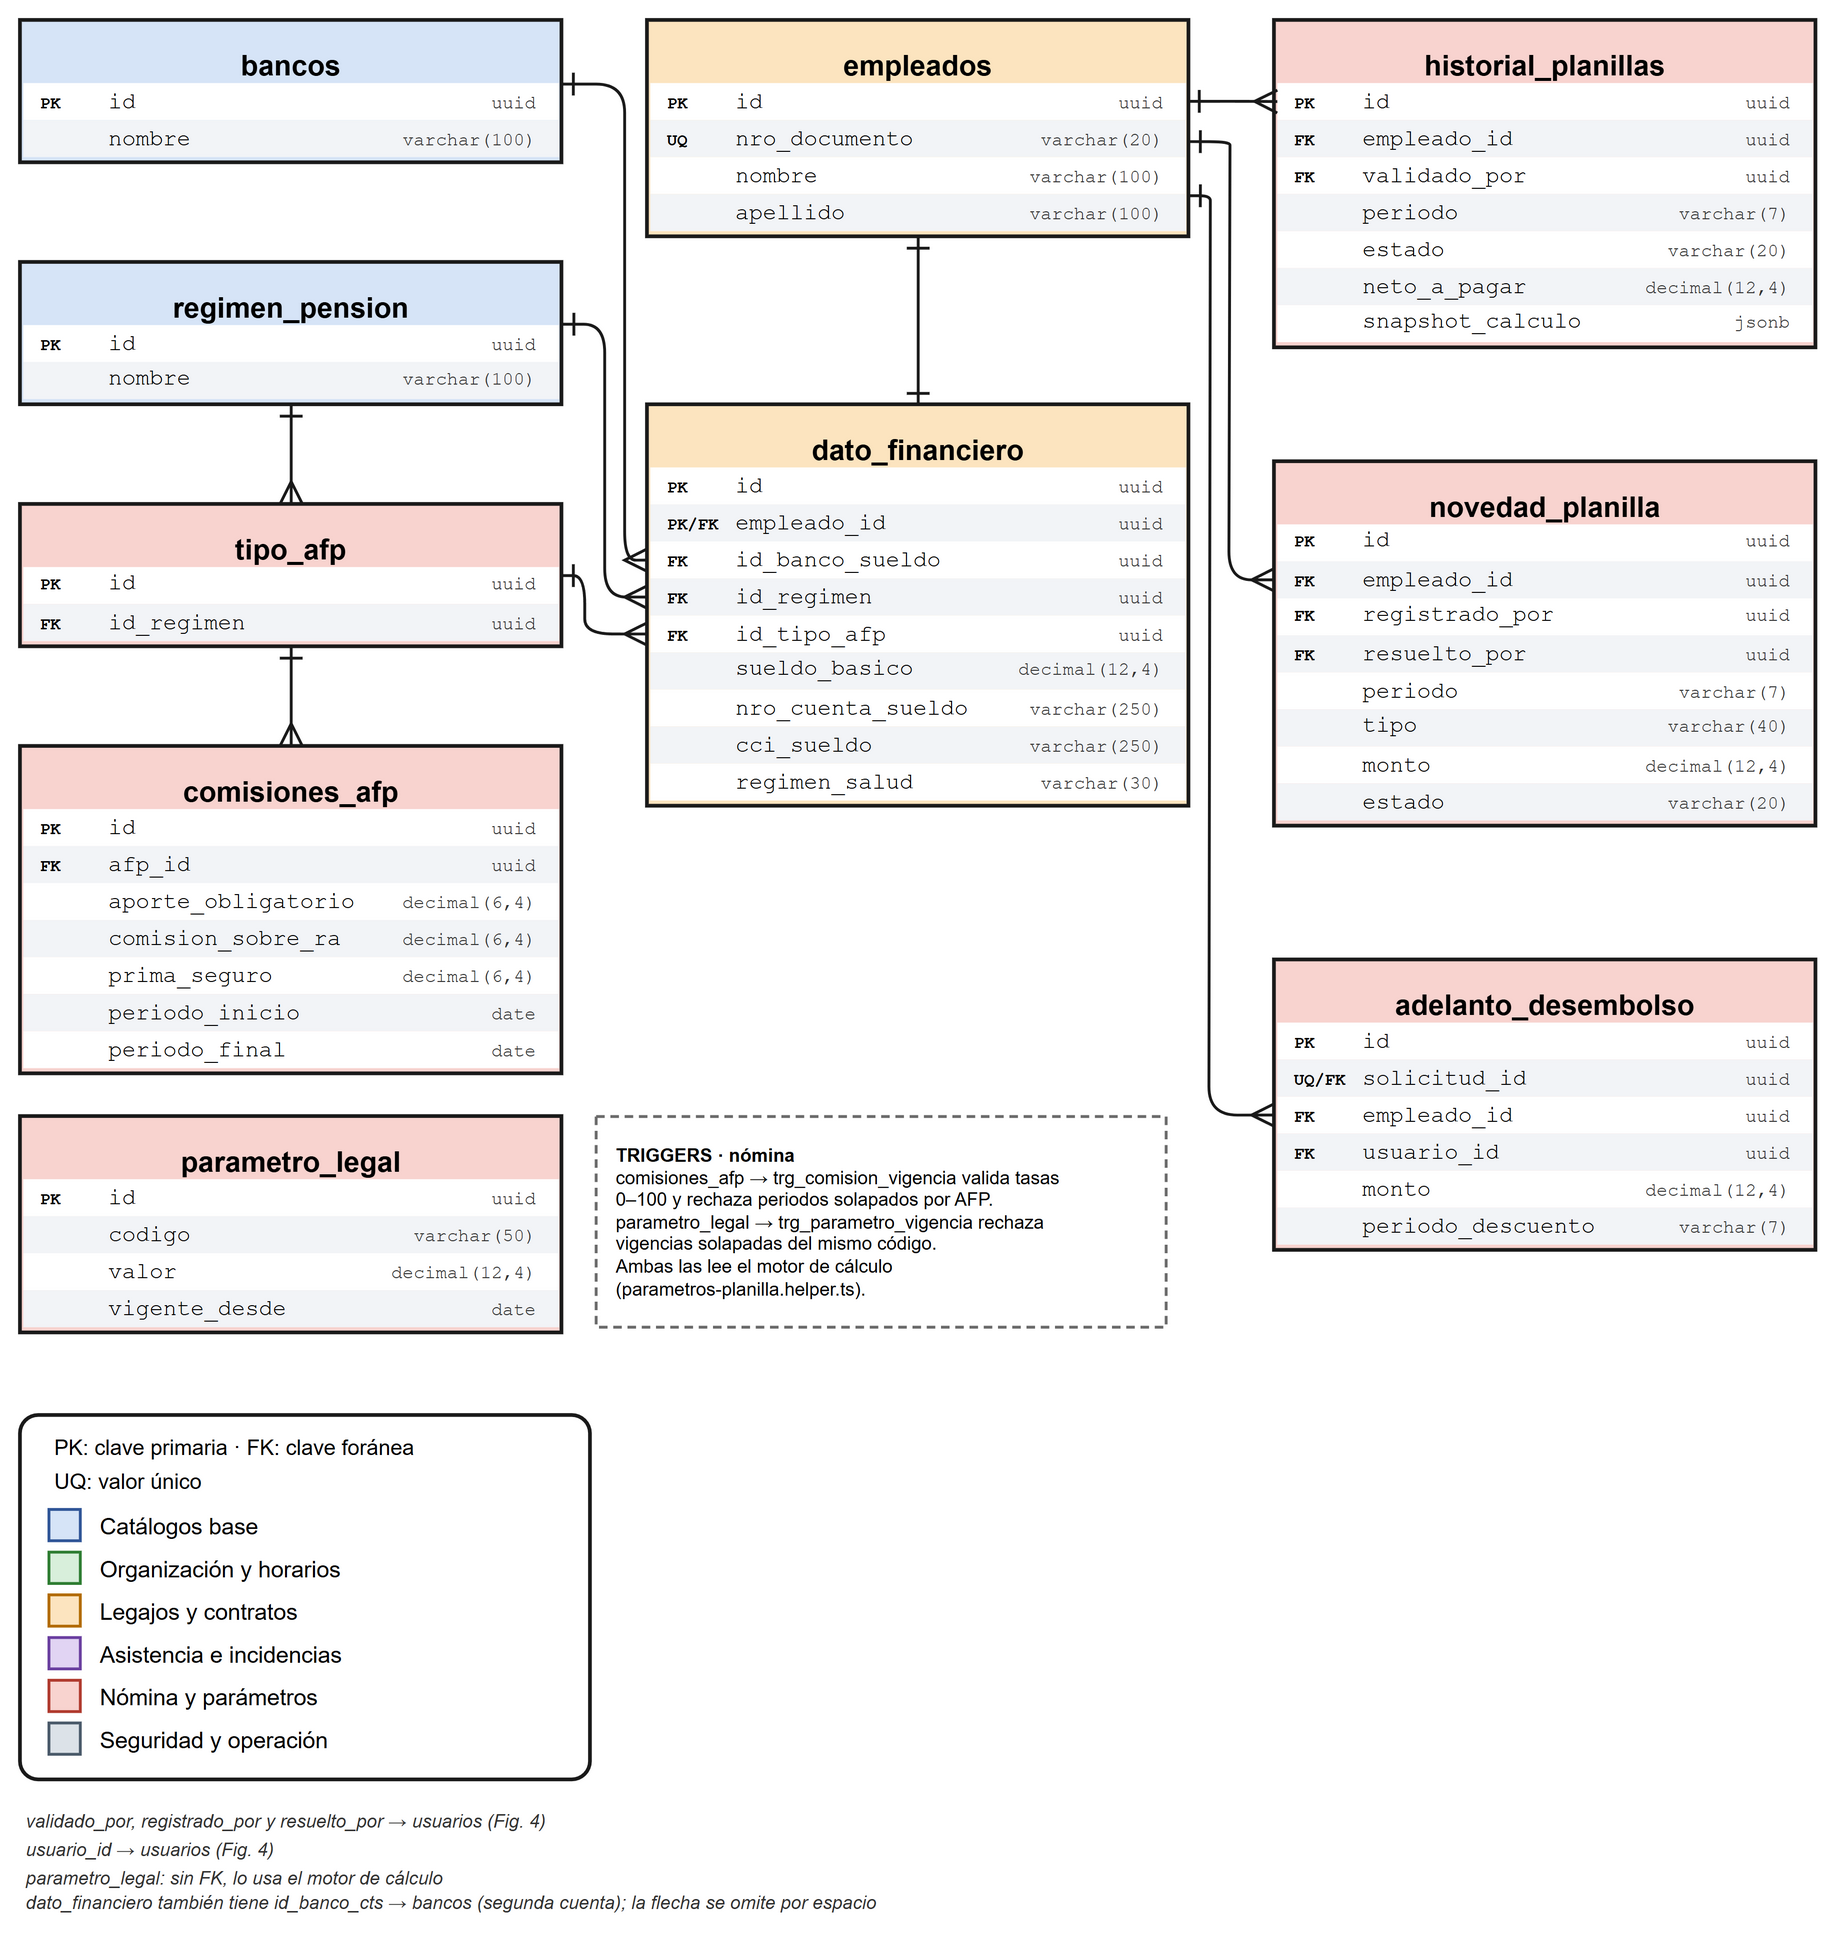 bancos
PK id uuid
nombre varchar(100)
regimen_pension
PK id uuid
nombre varchar(100)
tipo_afp
PK id uuid
FK id_regimen uuid
comisiones_afp
PK id uuid
FK afp_id uuid
aporte_obligatorio decimal(6,4)
comision_sobre_ra decimal(6,4)
prima_seguro decimal(6,4)
periodo_inicio date
periodo_final date
parametro_legal
PK id uuid
codigo varchar(50)
valor decimal(12,4)
vigente_desde date
empleados
PK id uuid
UQ nro_documento varchar(20)
nombre varchar(100)
apellido varchar(100)
dato_financiero
PK id uuid
PK/FK empleado_id uuid
FK id_banco_sueldo uuid
FK id_regimen uuid
FK id_tipo_afp uuid
sueldo_basico decimal(12,4)
nro_cuenta_sueldo varchar(250)
cci_sueldo varchar(250)
regimen_salud varchar(30)
TRIGGERS · nómina
comisiones_afp → trg_comision_vigencia valida tasas
0–100 y rechaza periodos solapados por AFP.
parametro_legal → trg_parametro_vigencia rechaza
vigencias solapadas del mismo código.
Ambas las lee el motor de cálculo
(parametros-planilla.helper.ts).
historial_planillas
PK id uuid
FK empleado_id uuid
FK validado_por uuid
periodo varchar(7)
estado varchar(20)
neto_a_pagar decimal(12,4)
snapshot_calculo jsonb
novedad_planilla
PK id uuid
FK empleado_id uuid
FK registrado_por uuid
FK resuelto_por uuid
periodo varchar(7)
tipo varchar(40)
monto decimal(12,4)
estado varchar(20)
adelanto_desembolso
PK id uuid
UQ/FK solicitud_id uuid
FK empleado_id uuid
FK usuario_id uuid
monto decimal(12,4)
periodo_descuento varchar(7)
PK: clave primaria · FK: clave foránea
UQ: valor único
Catálogos base
Organización y horarios
Legajos y contratos
Asistencia e incidencias
Nómina y parámetros
Seguridad y operación
validado_por, registrado_por y resuelto_por → usuarios (Fig. 4)
usuario_id → usuarios (Fig. 4)
parametro_legal: sin FK, lo usa el motor de cálculo
dato_financiero también tiene id_banco_cts → bancos (segunda cuenta); la flecha se omite por espacio